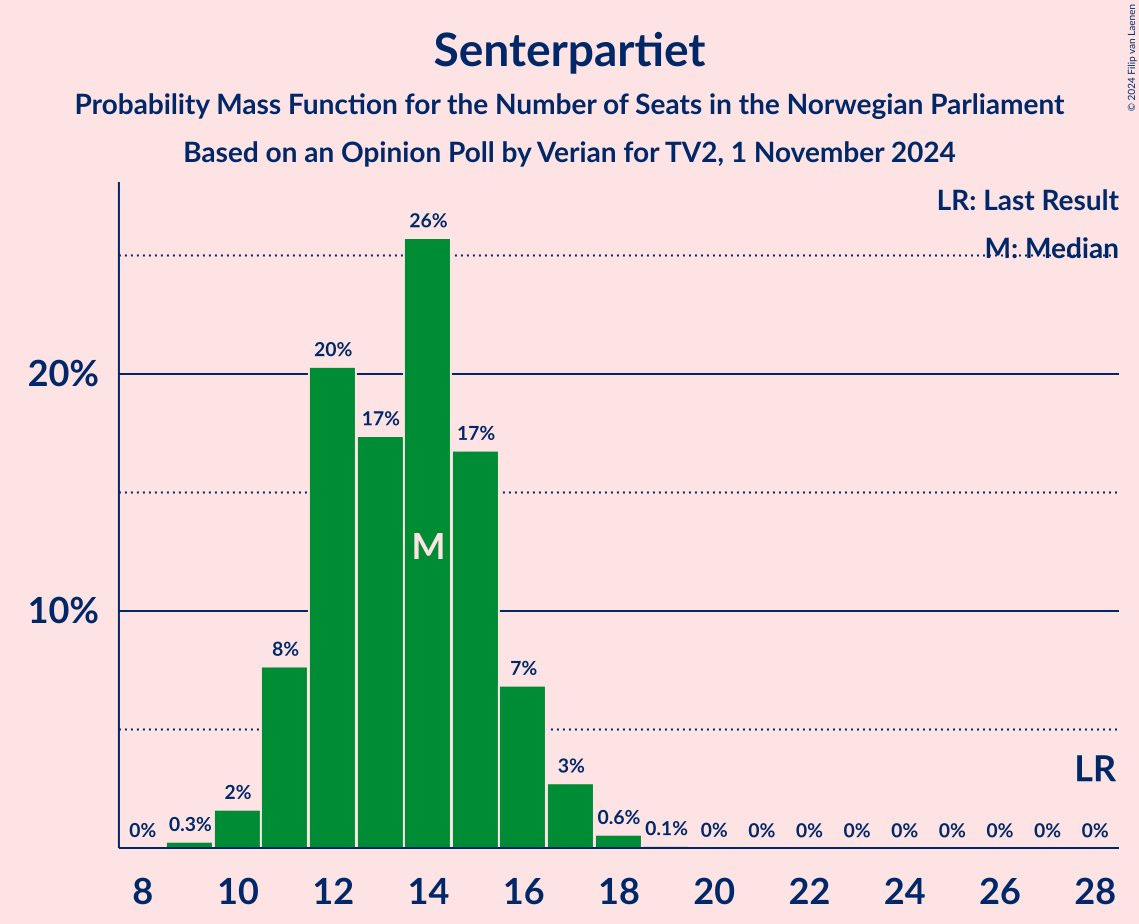 © 2024 Filip van Laenen
Senterpartiet
Probability Mass Function for the Number of Seats in the Norwegian Parliament
Based on an Opinion Poll by Verian for TV2, 1 November 2024
LR: Last Result
M: Median
26%
20%
20%
17%
17%
M
10%
8%
7%
3%
LR
2%
0% 0.3% 0.6% 0.1% 0% 0% 0% 0% 0% 0% 0% 0% 0%
8 10 12 14 16 18 20 22 24 26 28